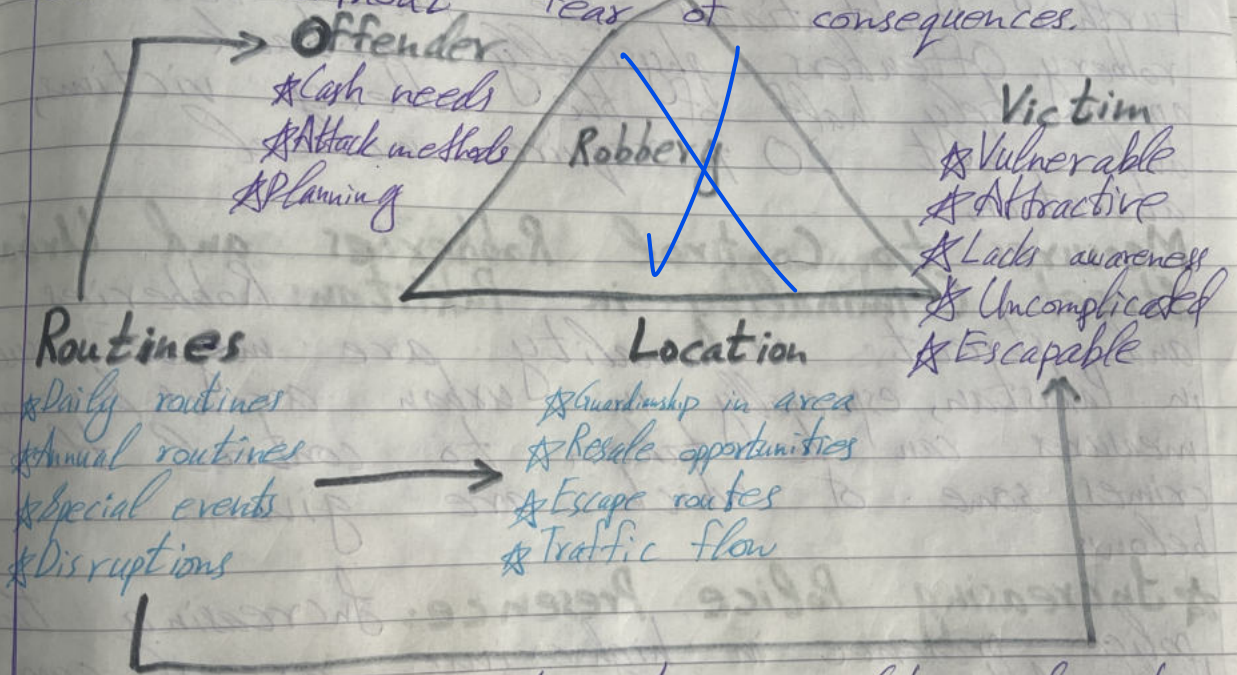 fear of consequences.
Offender
☆Cash needs
☆Attack methods
☆Planning
Robbery
Victim
☆Vulnerable
☆Attractive
☆Lacks awareness
☆Uncomplicated
☆Escapable
Routines
☆Daily routines
☆Annual routines
☆Special events
☆Disruptions
Location
☆Guardianship in area
☆Resale opportunities
☆Escape routes
☆Traffic flow